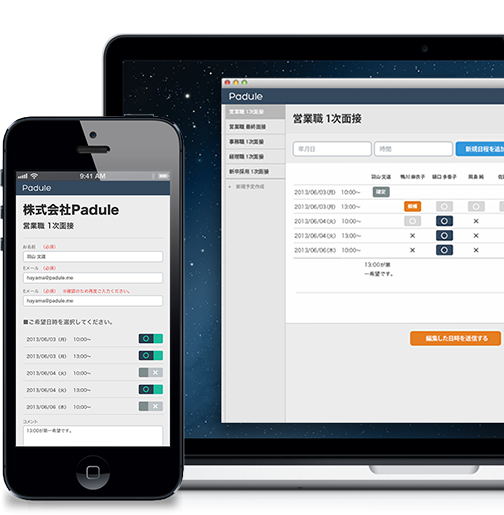 9:41 AM
Padule
株式会社Padule
営業職 1次面接
お名前 (必須)
羽山 文道
Eメール (必須)
hayama@padule.me
Eメール (必須) ※確認のため再度ご入力ください。
hayama@padule.me
■ご希望日時を選択してください。
2013/06/03 (月) 10:00〜
2013/06/03 (月) 13:00〜
2013/06/04 (火) 10:00〜
2013/06/04 (火) 13:00〜
2013/06/06 (木) 10:00〜
コメント
13:00が第一希望です。
Padule
営業職 1次面接
営業職 最終面接
事務職 1次面接
経理職 1次面接
新卒採用 1次面接
+ 新規予定作成
営業職 1次面接
年月日 時間 新規日程を追
羽山 文道 鴨川 麻衣子 樋口 多香子
2013/06/03(月) 10:00〜 確定
2013/06/03(月) 13:00〜 候補
2013/06/04(火) 10:00〜
2013/06/04(火) 13:00〜
2013/06/06(木) 10:00〜
13:00が第
一希望です。
編集した日時を送信する